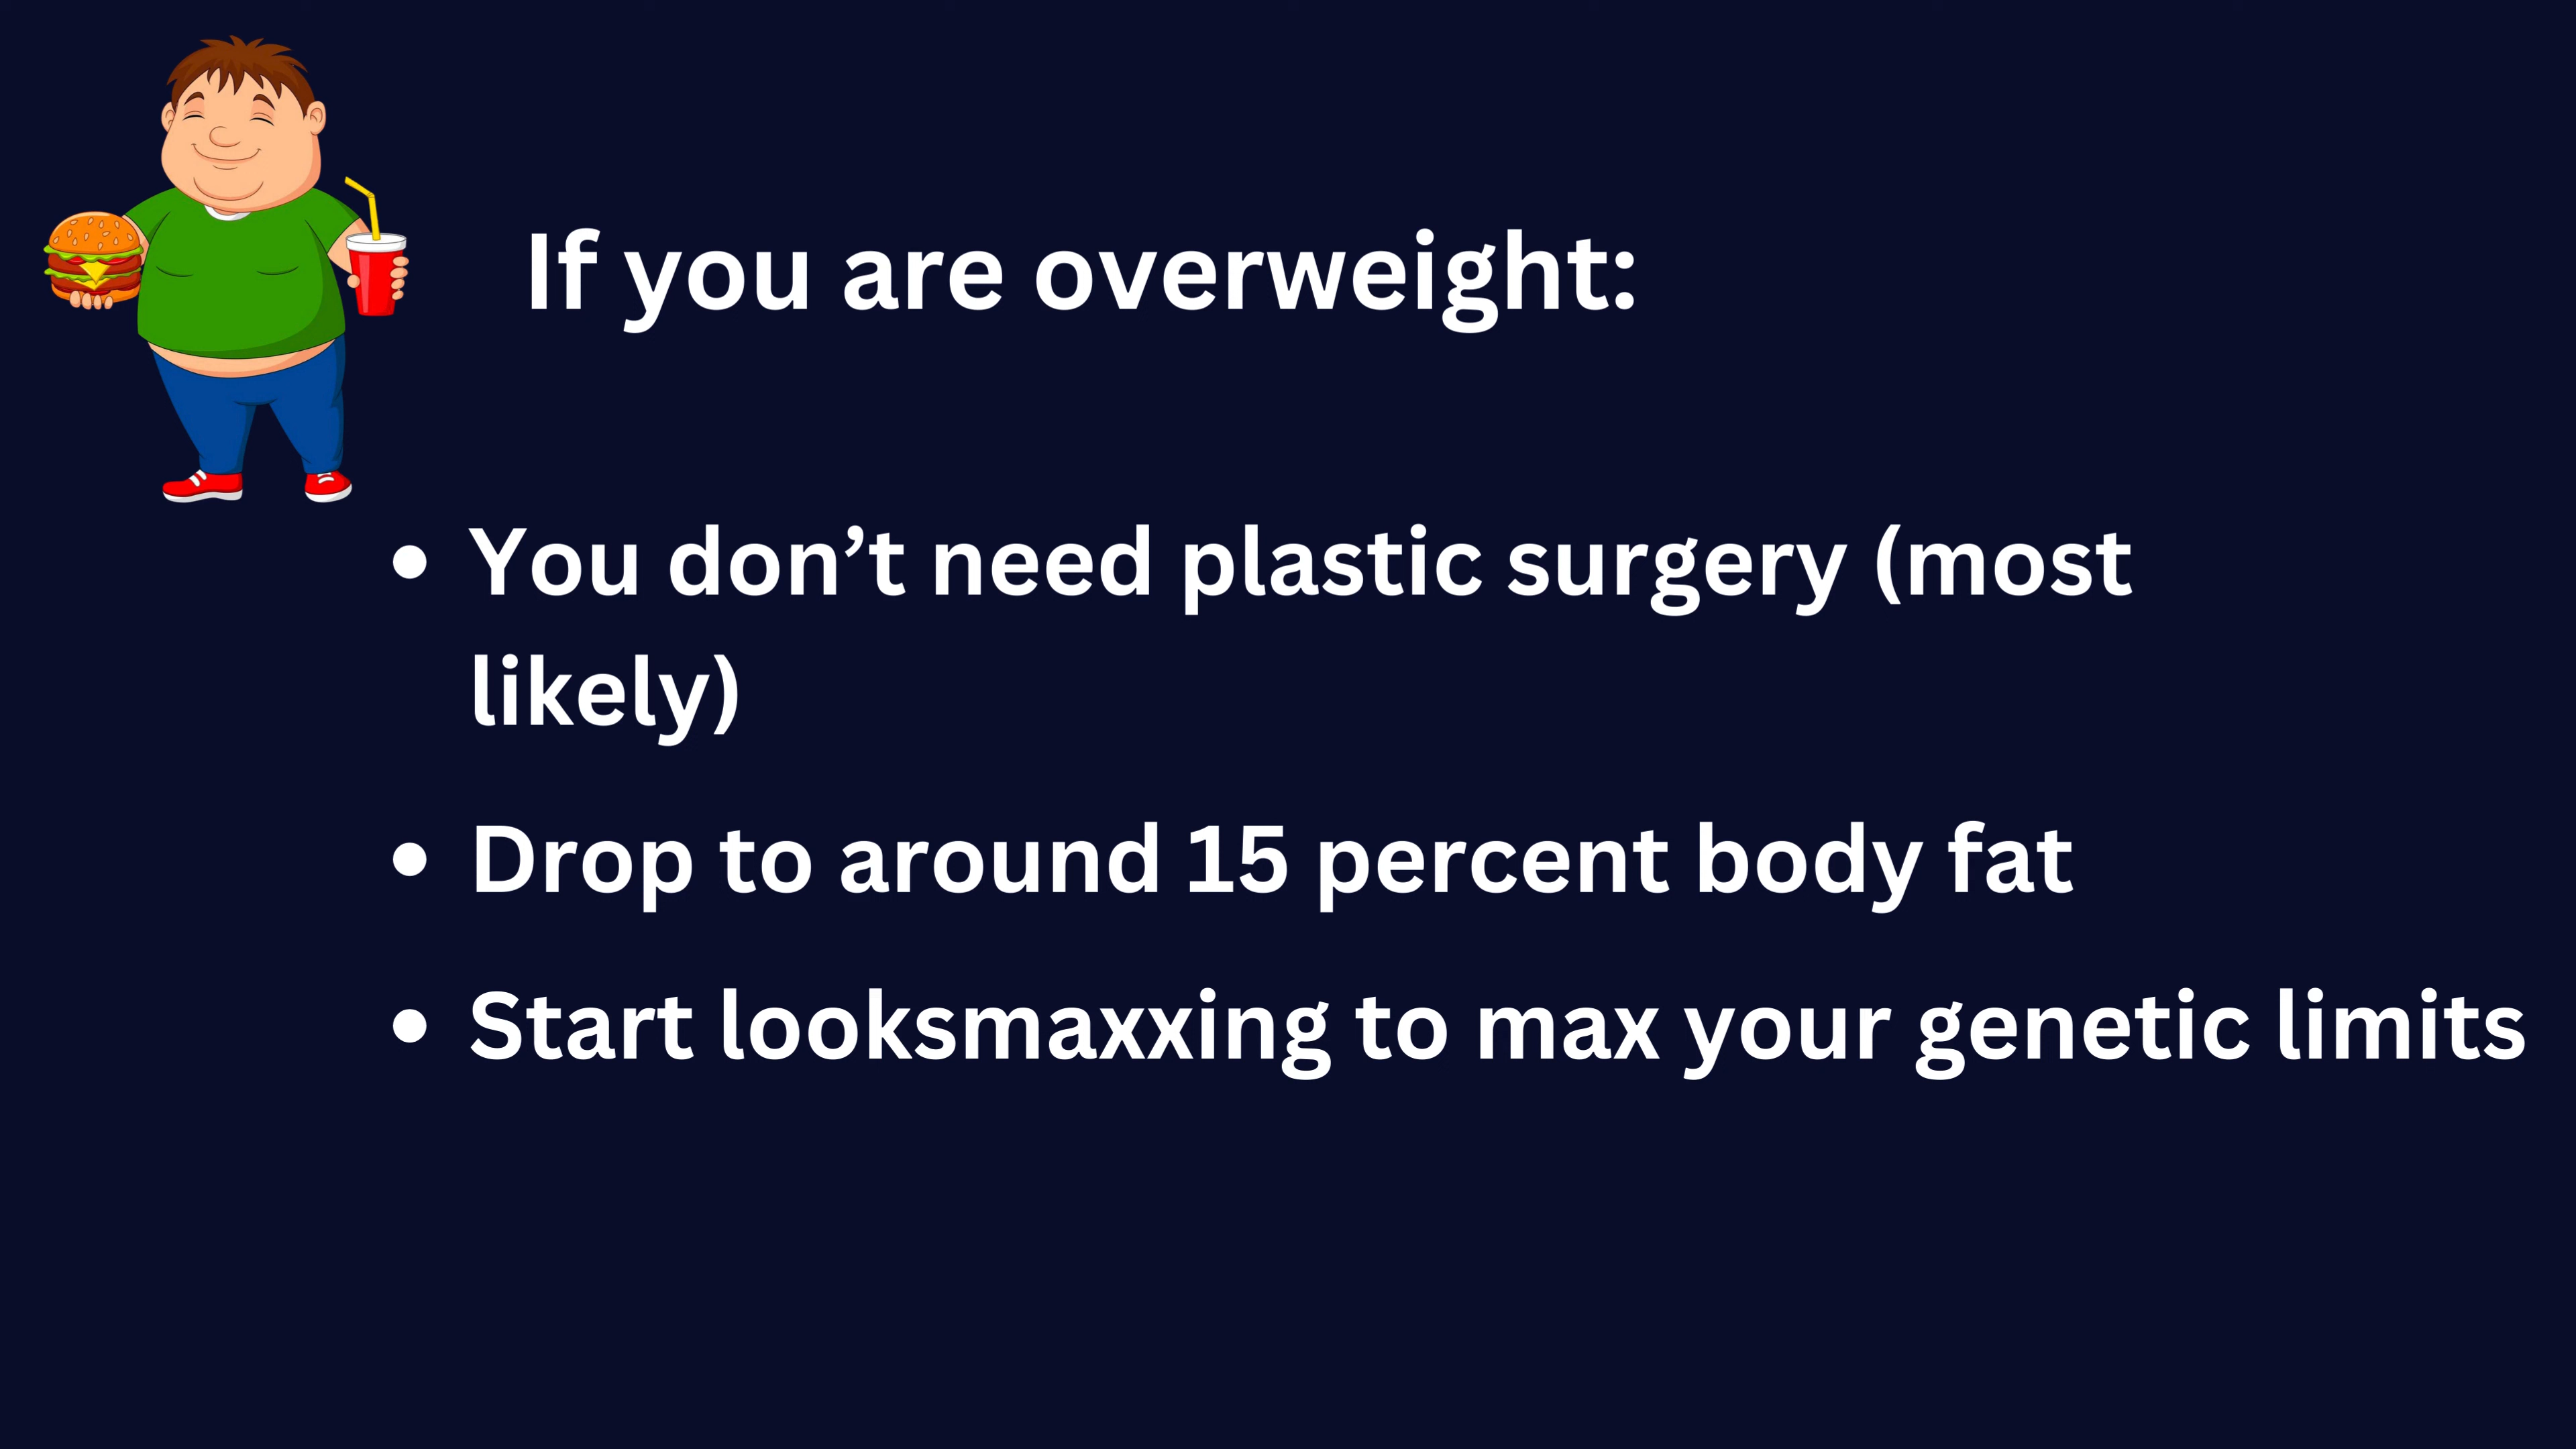 If you are overweight:
• You don’t need plastic surgery (most
likely)
• Drop to around 15 percent body fat
• Start looksmaxxing to max your genetic limits